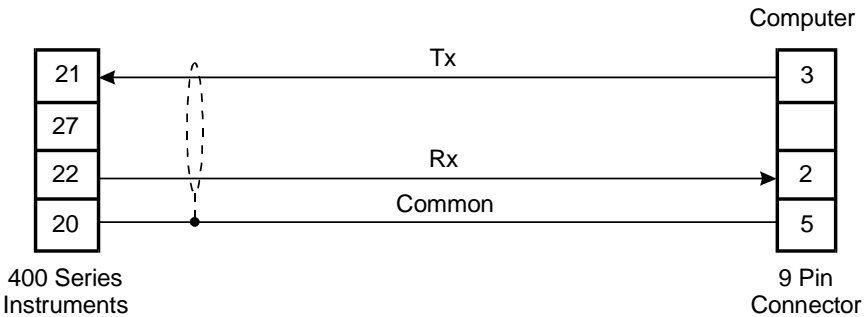 Computer
Tx
21
3
27
Rx
22
2
Common
20
5
400 Series
Instruments
9 Pin
Connector